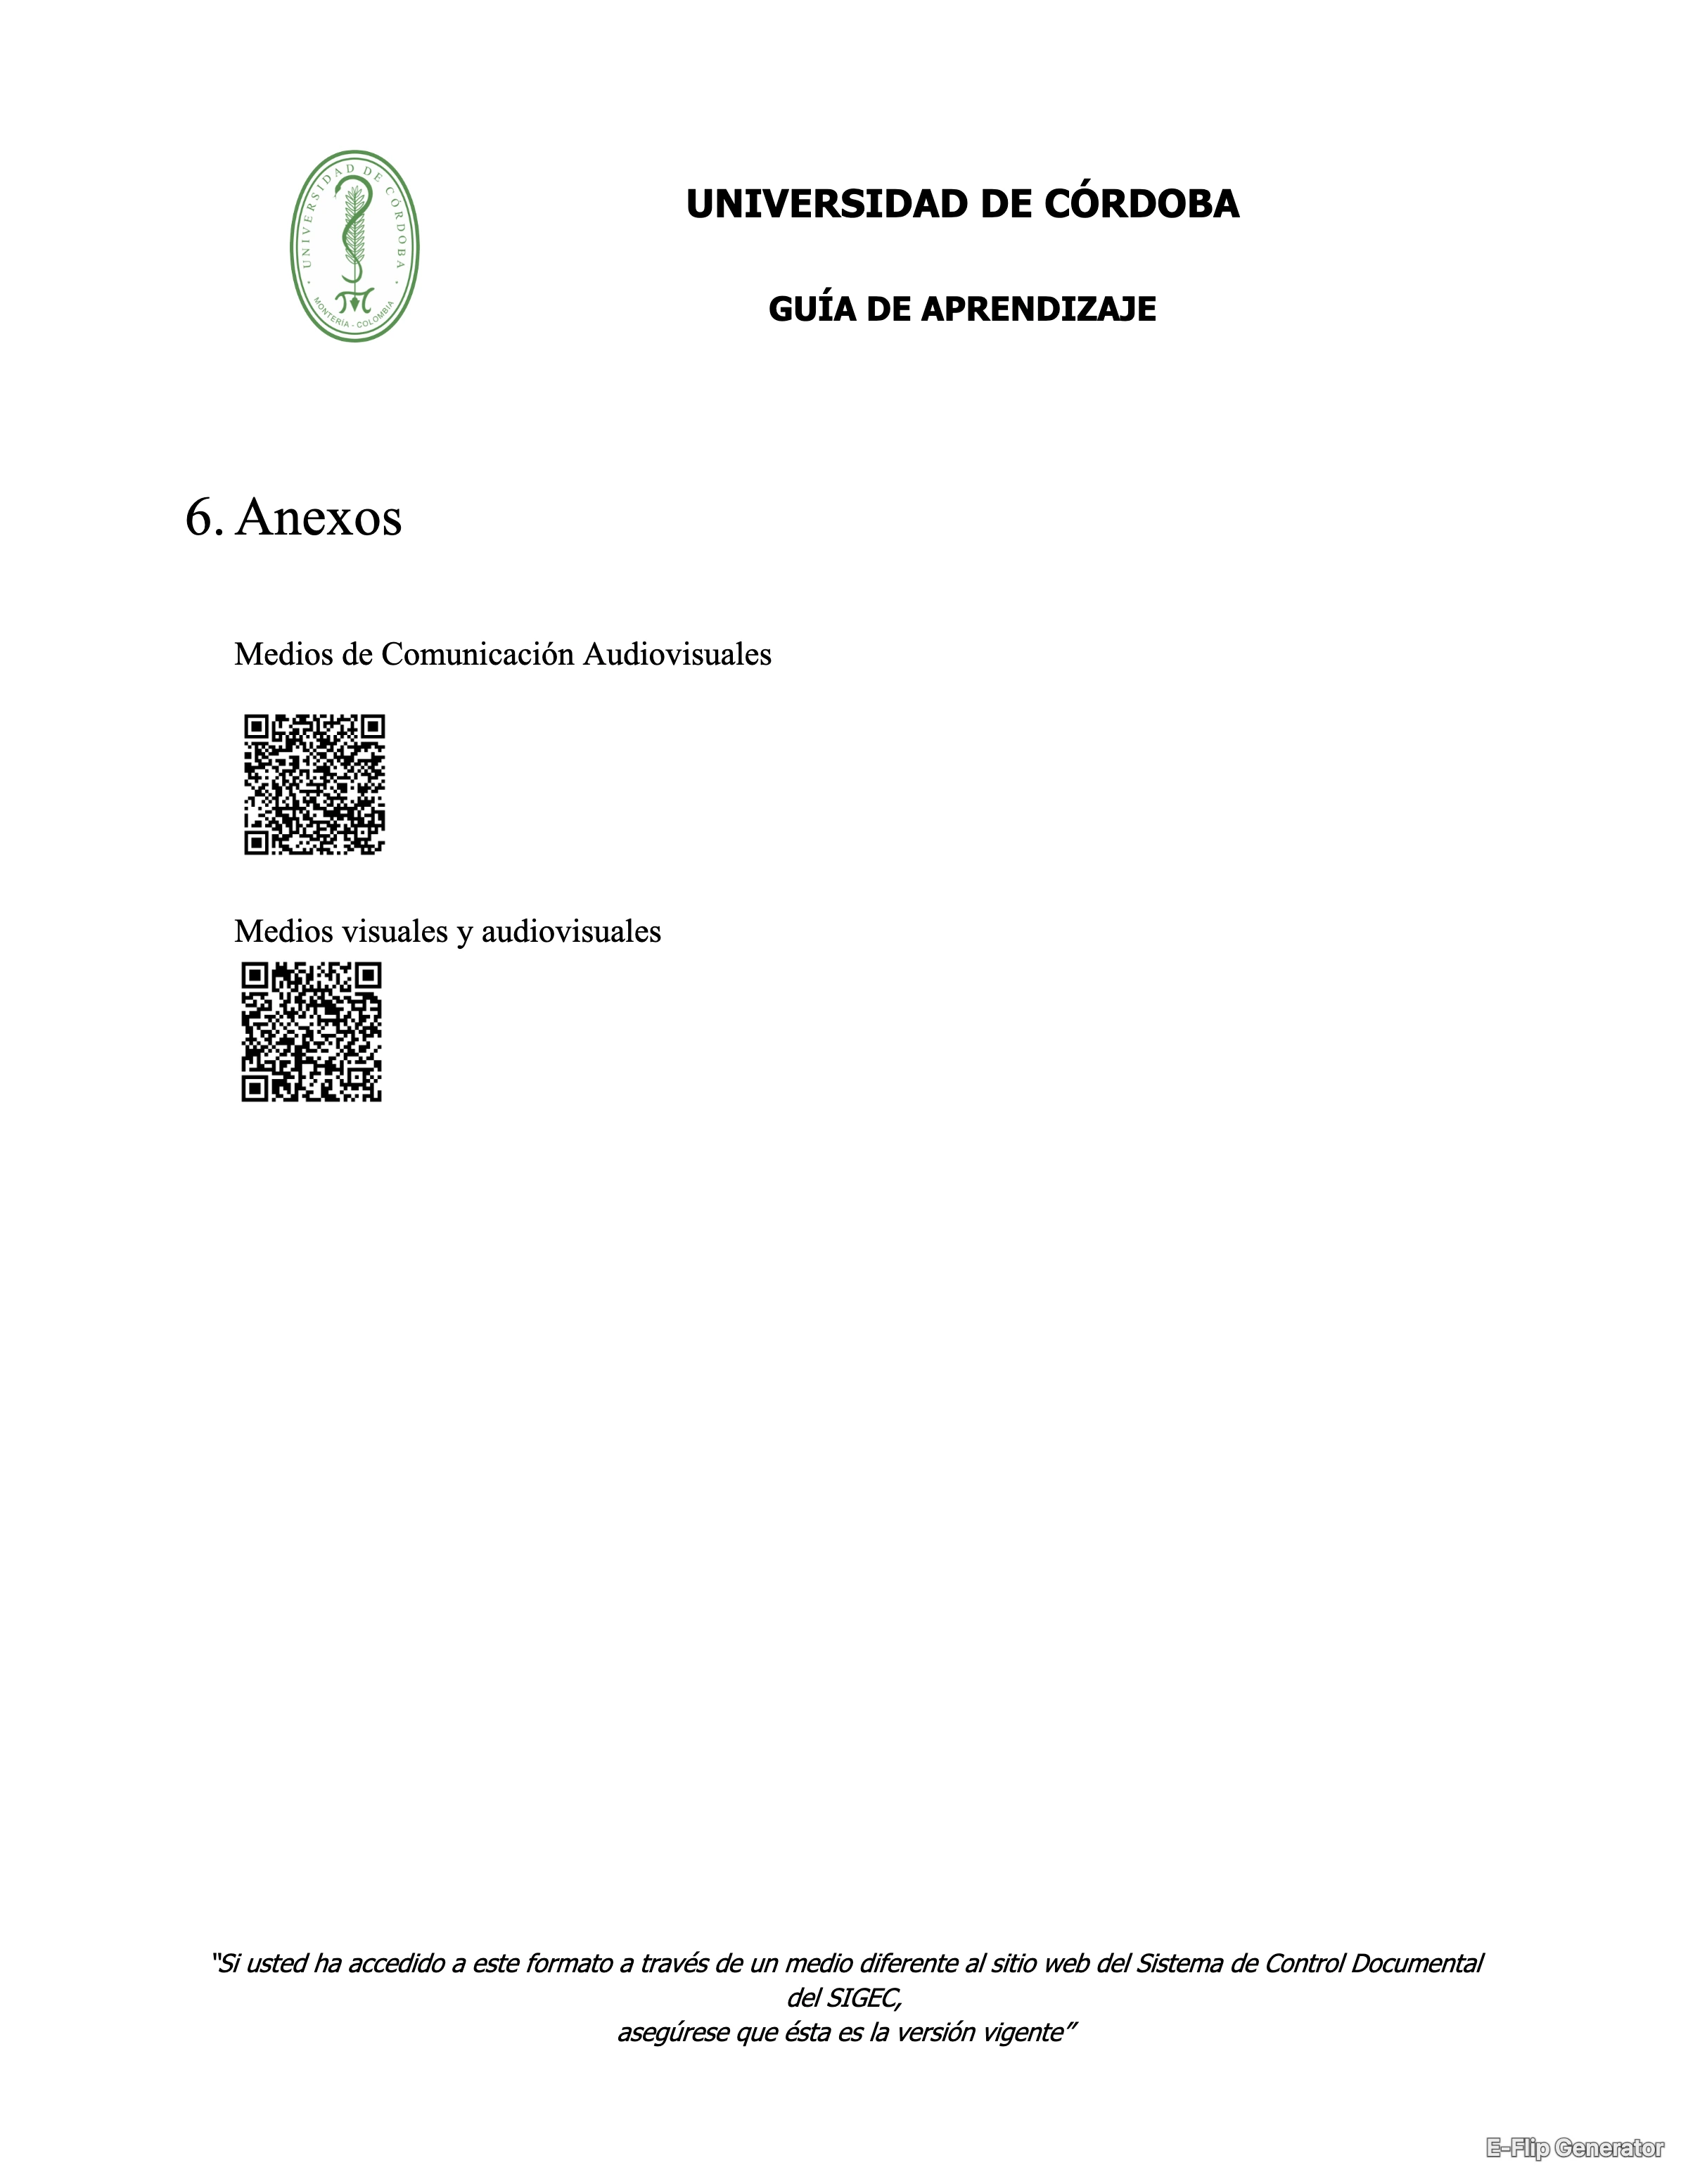 UNIVERSIDAD DE CÓRDOBA
MONTERÍA - COLOMBIA
UNIVERSIDAD DE CÓRDOBA
GUÍA DE APRENDIZAJE
6. Anexos
Medios de Comunicación Audiovisuales
Medios visuales y audiovisuales
“Si usted ha accedido a este formato a través de un medio diferente al sitio web del Sistema de Control Documental
del SIGEC,
asegúrese que ésta es la versión vigente”
E-Flip Generator